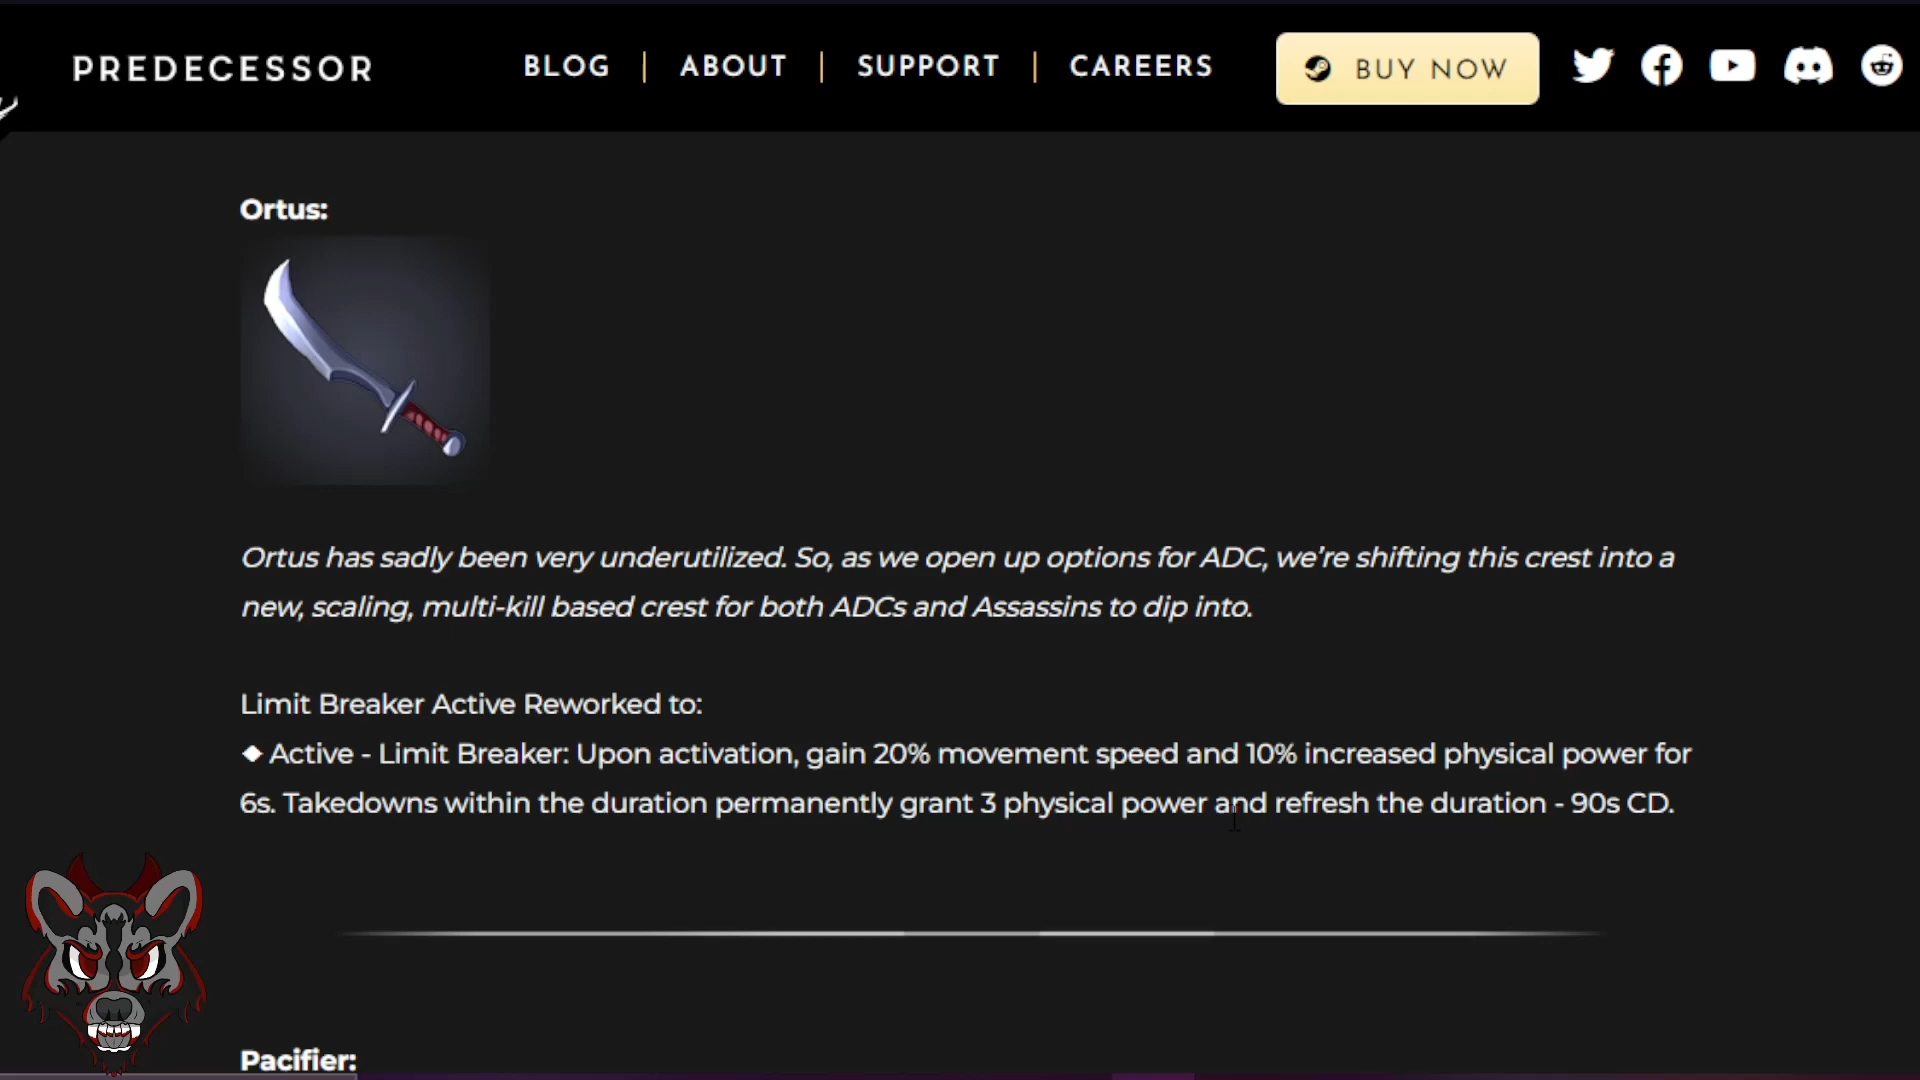 PREDECESSOR
BLOG | ABOUT | SUPPORT | CAREERS
BUY NOW
Ortus:
Ortus has sadly been very underutilized. So, as we open up options for ADC, we’re shifting this crest into a
new, scaling, multi-kill based crest for both ADCs and Assassins to dip into.
Limit Breaker Active Reworked to:
◆ Active - Limit Breaker: Upon activation, gain 20% movement speed and 10% increased physical power for
6s. Takedowns within the duration permanently grant 3 physical power and refresh the duration - 90s CD.
Pacifier: